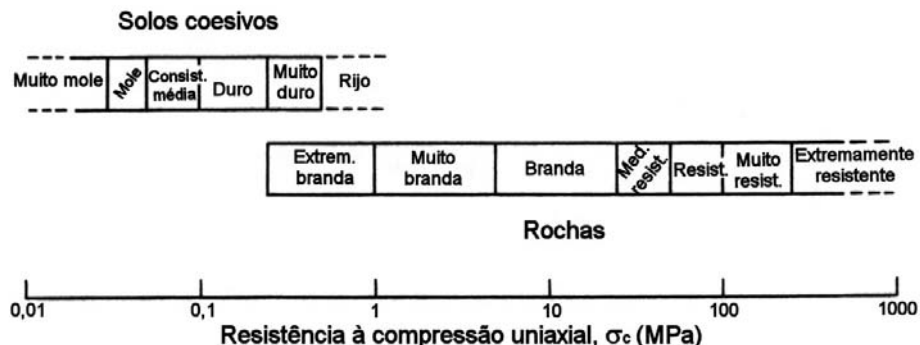 Solos coesivos
Muito mole
Mole
Consist.
média
Duro
Muito
duro
Rijo
Extrem.
branda
Muito
branda
Branda
Med.
resist.
Resist.
Muito
resist.
Extremamente
resistente
Rochas
0,01
0,1
1
10
100
1000
Resistência à compressão uniaxial, σc (MPa)